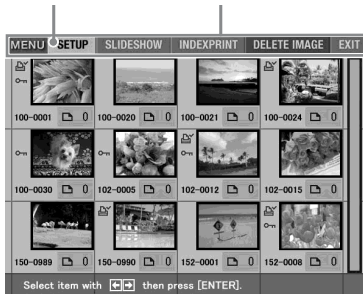 MENU SETUP SLIDESHOW INDEXPRINT DELETE IMAGE EXIT
100-0001 0 100-0020 0 100-0021 0 100-0024 0
100-0030 0 102-0005 0 102-0012 0 102-0015 0
150-0989 0 150-0990 0 152-0001 0 152-0008 0
Select item with then press [ENTER].